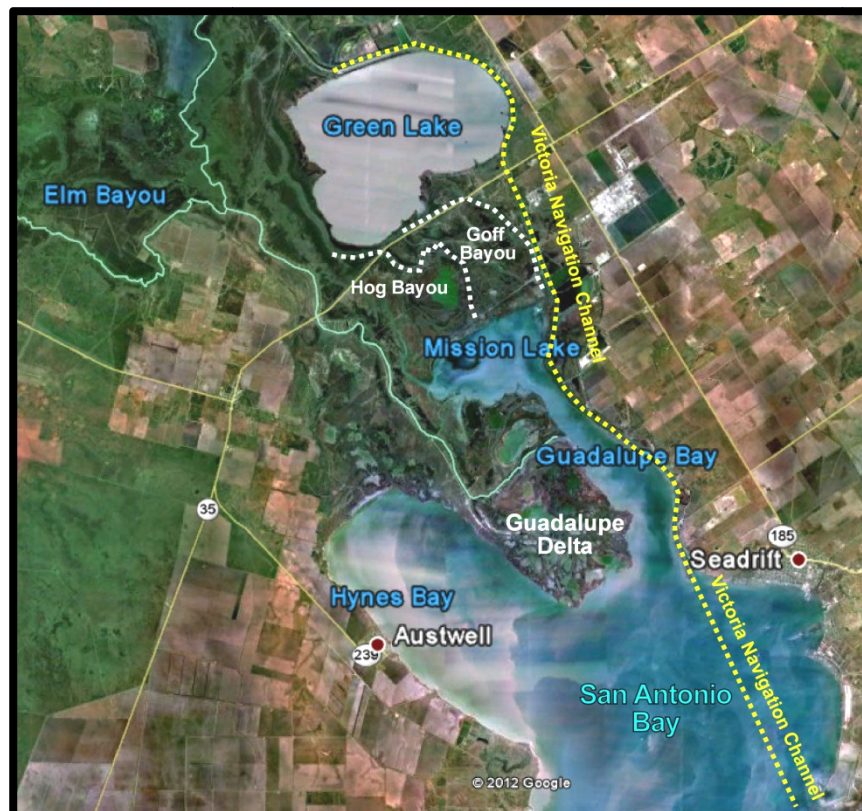 Green Lake
Victoria Navigation Channel
Elm Bayou
Goff
Bayou
Hog Bayou
Mission Lake
Guadalupe Bay
35
Guadalupe
Delta
185
Seadrift
Hynes Bay
Austwell
239
Victoria Navigation Channel
San Antonio
Bay
© 2012 Google